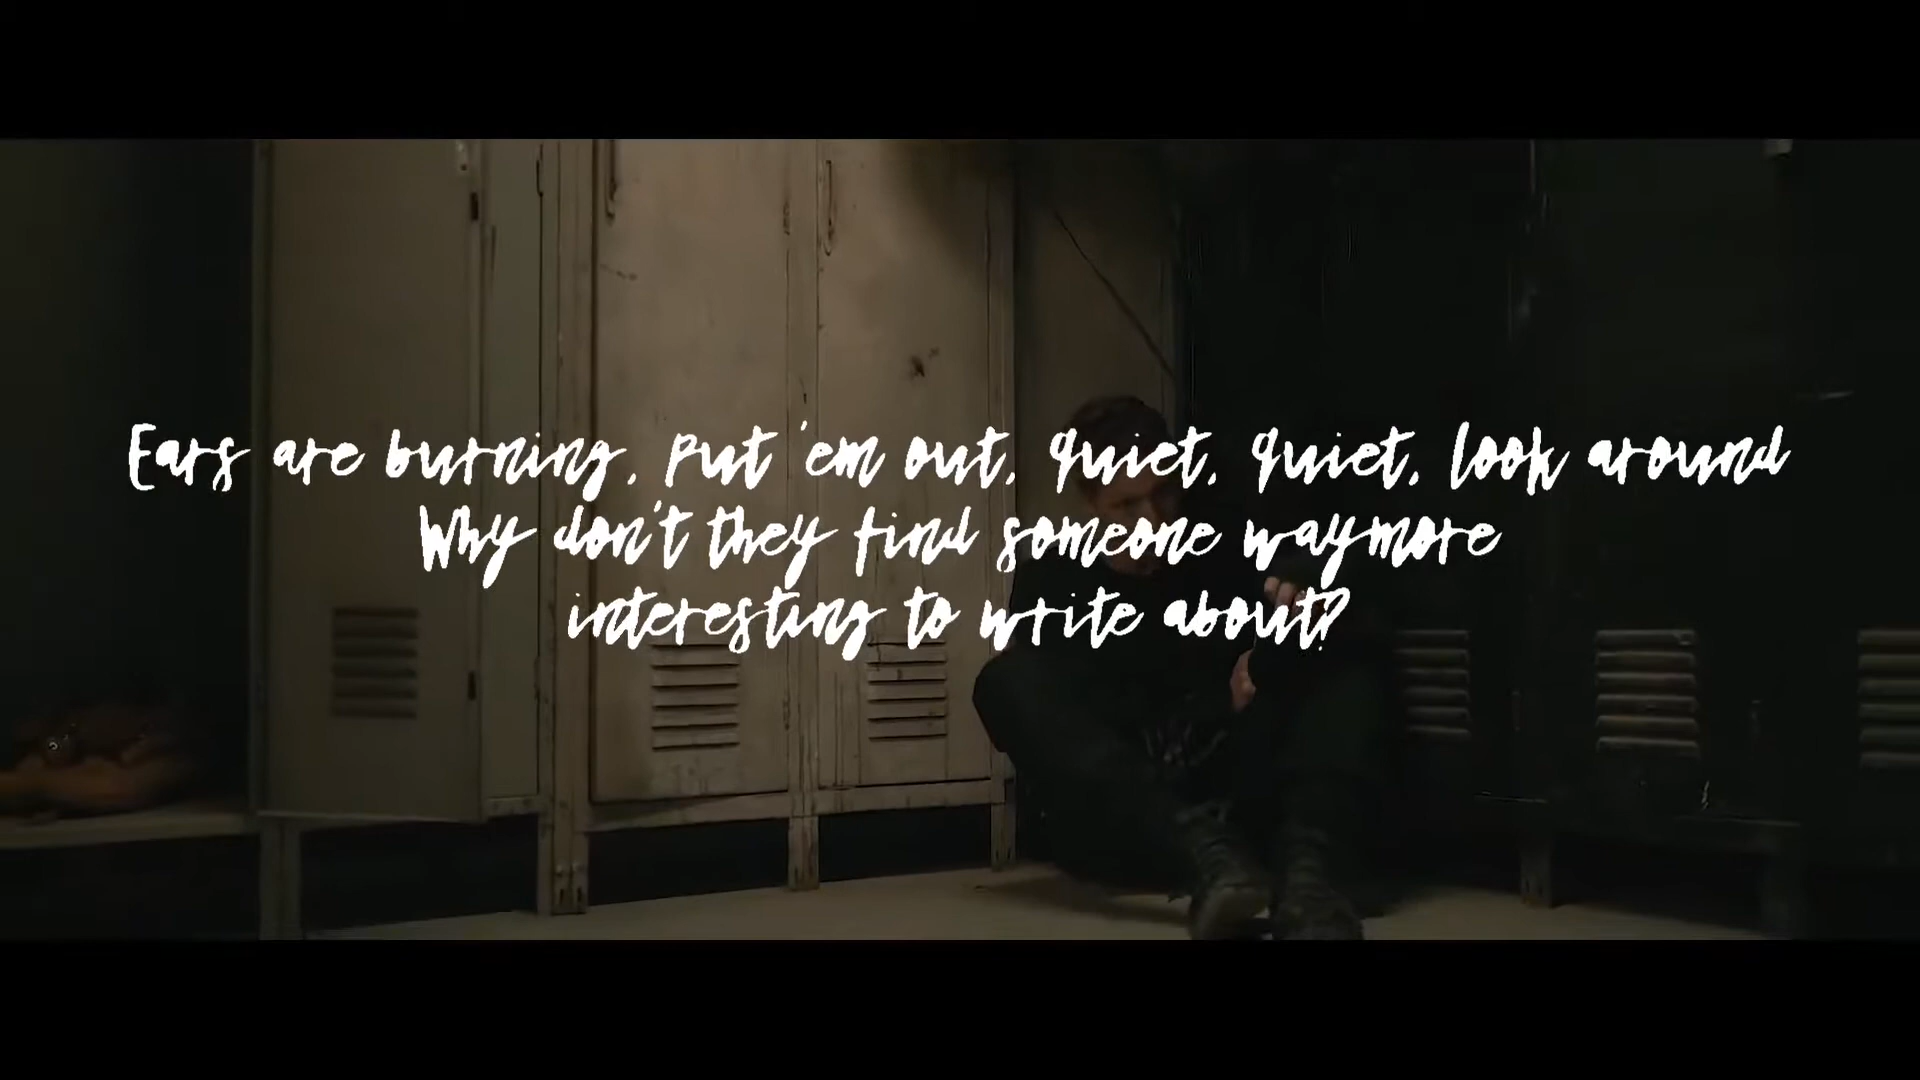 Ears are burning, Put 'em out, quiet, quiet, look around
Why don't they find someone waymore
interesting to write about?